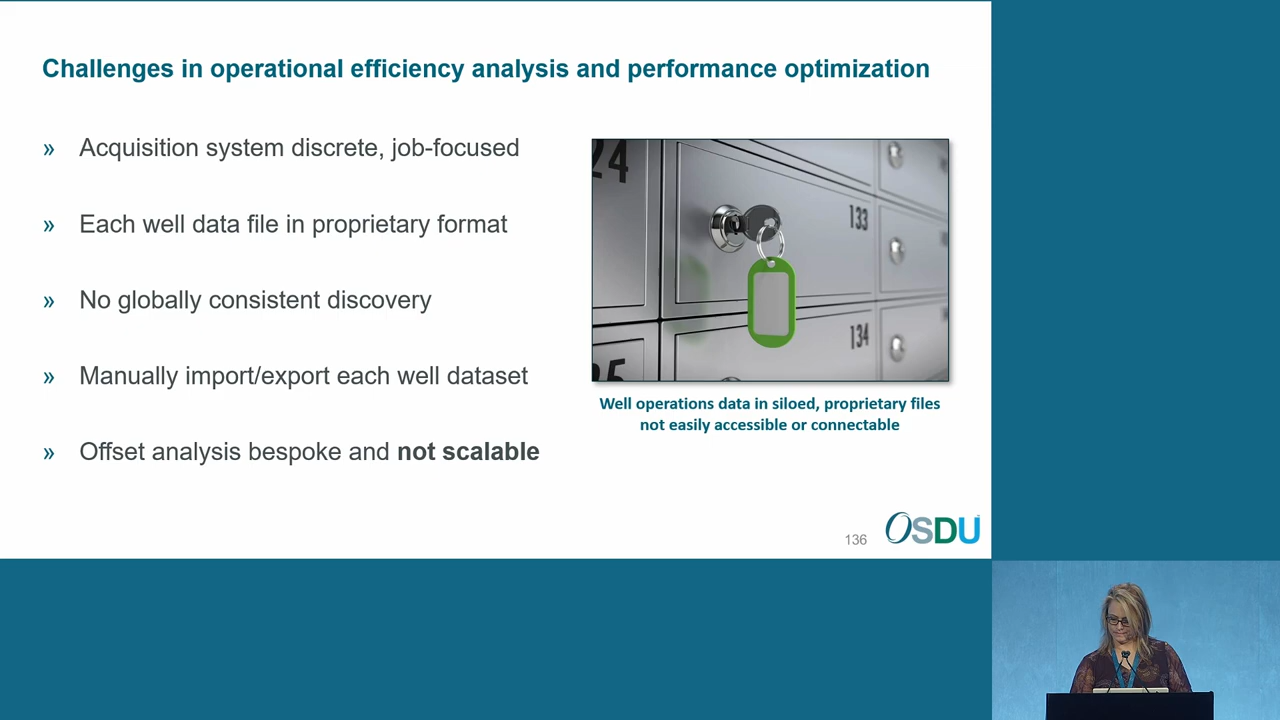 Challenges in operational efficiency analysis and performance optimization
» Acquisition system discrete, job-focused
» Each well data file in proprietary format
» No globally consistent discovery
» Manually import/export each well dataset
» Offset analysis bespoke and not scalable
24
133
134
35
Well operations data in siloed, proprietary files
not easily accessible or connectable
136
OSDU